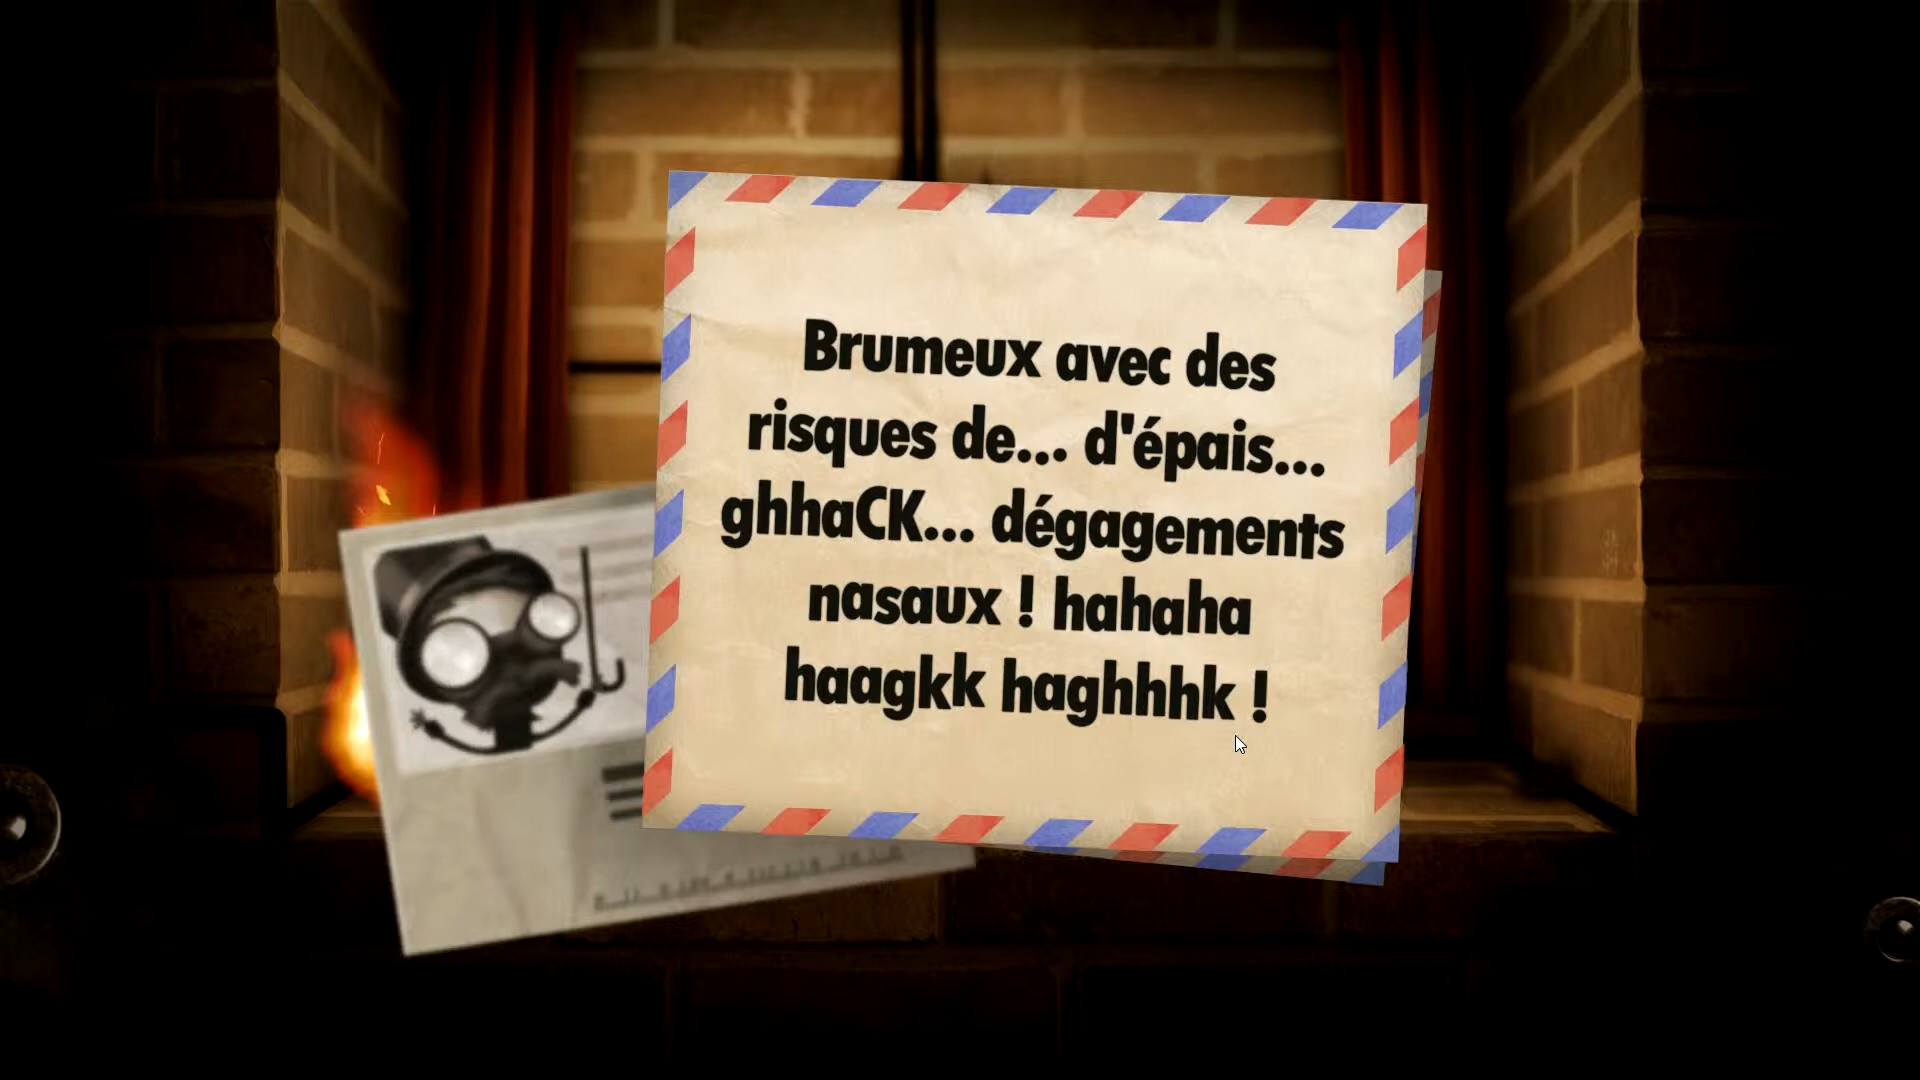 Brumeux avec des
risques de... d'épais...
ghhaCK... dégagements
nasaux ! hahaha
haagkk haghhhk !